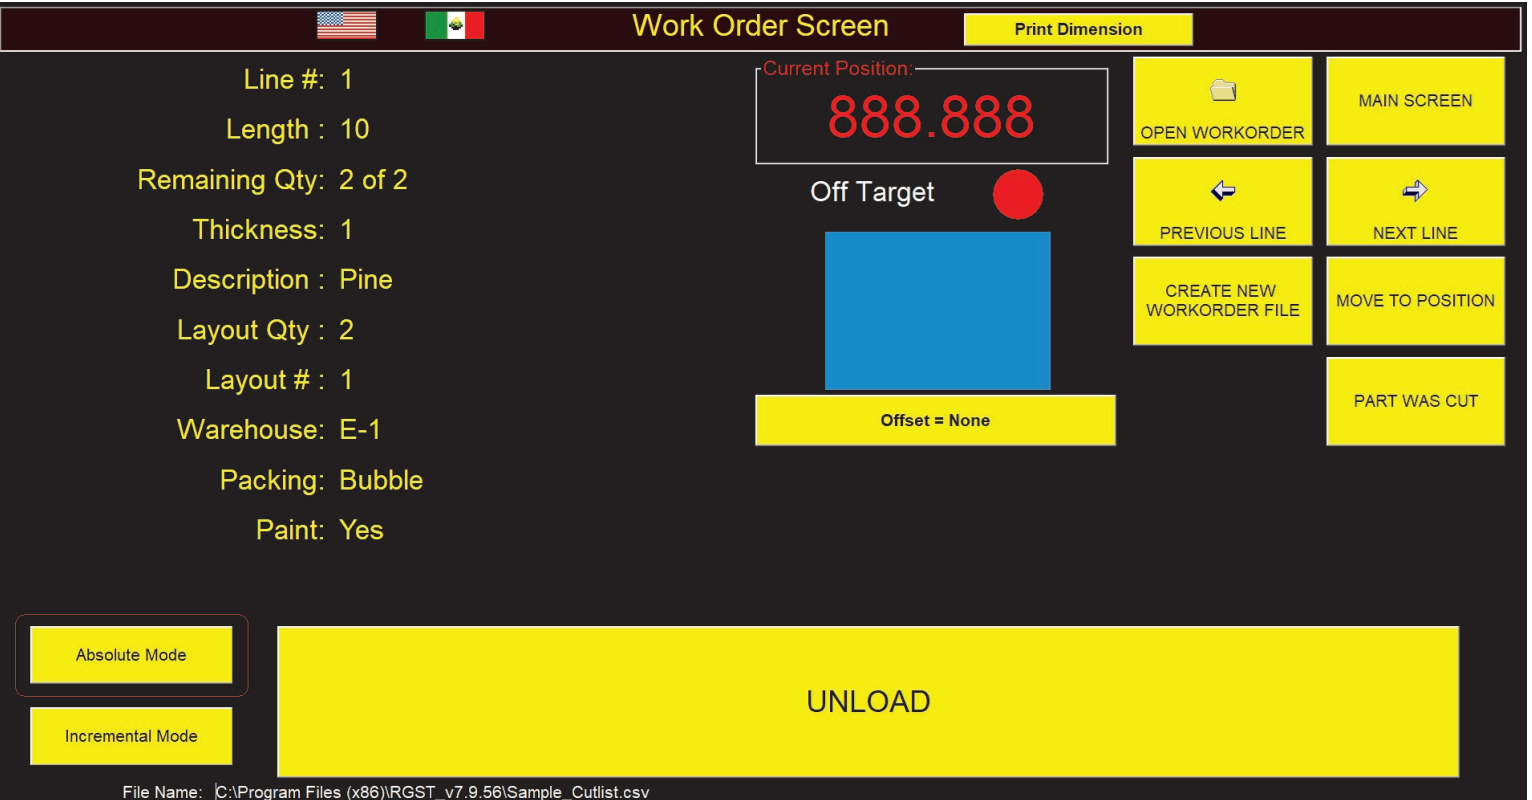 Work Order Screen
Print Dimension
Line #: 1
Length : 10
Remaining Qty: 2 of 2
Thickness: 1
Description : Pine
Layout Qty : 2
Layout # : 1
Warehouse: E-1
Packing: Bubble
Paint: Yes
Current Position:
888.888
Off Target
Offset = None
OPEN WORKORDER
MAIN SCREEN
PREVIOUS LINE
NEXT LINE
CREATE NEW
WORKORDER FILE
MOVE TO POSITION
PART WAS CUT
Absolute Mode
Incremental Mode
UNLOAD
File Name: C:\Program Files (x86)\RGST_v7.9.56\Sample_Cutlist.csv